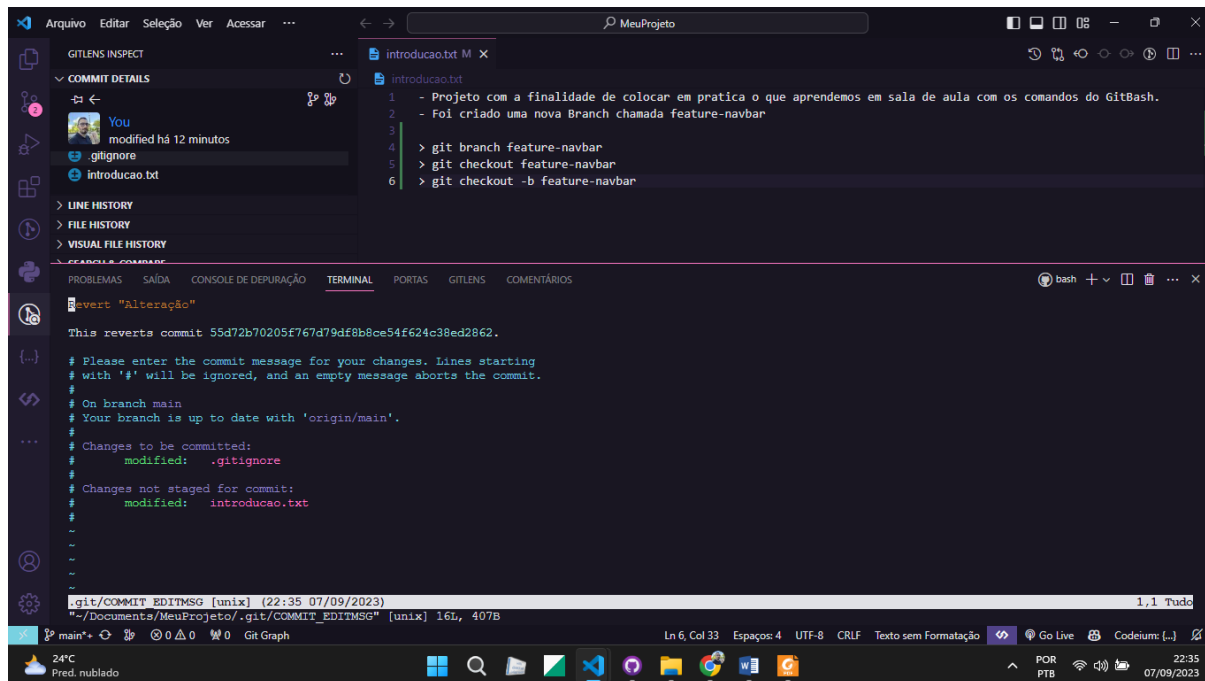 Arquivo Editar Seleção Ver Acessar ··· MeuProjeto
GITLENS INSPECT ···
COMMIT DETAILS
You
modified há 12 minutos
.gitignore
introducao.txt
LINE HISTORY
FILE HISTORY
VISUAL FILE HISTORY
SEARCH & COMPARE
2
introducao.txt M
introducao.txt
1 - Projeto com a finalidade de colocar em pratica o que aprendemos em sala de aula com os comandos do GitBash.
2 - Foi criado uma nova Branch chamada feature-navbar
3
4 > git branch feature-navbar
5 > git checkout feature-navbar
6 > git checkout -b feature-navbar
PROBLEMAS SAÍDA CONSOLE DE DEPURAÇÃO TERMINAL PORTAS GITLENS COMENTÁRIOS bash
Revert "Alteração"
This reverts commit 55d72b70205f767d79df8b8ce54f624c38ed2862.
# Please enter the commit message for your changes. Lines starting
# with '#' will be ignored, and an empty message aborts the commit.
#
# On branch main
# Your branch is up to date with 'origin/main'.
#
# Changes to be committed:
#       modified:   .gitignore
#
# Changes not staged for commit:
#       modified:   introducao.txt
#
~
~
~
~
~
.git/COMMIT_EDITMSG [unix] (22:35 07/09/2023) 1,1 Tudo
"~/Documents/MeuProjeto/.git/COMMIT_EDITMSG" [unix] 16L, 407B
main*+ 0 0 0 Git Graph Ln 6, Col 33 Espaços: 4 UTF-8 CRLF Texto sem Formatação Go Live Codeium: {...}
24°C
Pred. nublado
POR
PTB
22:35
07/09/2023